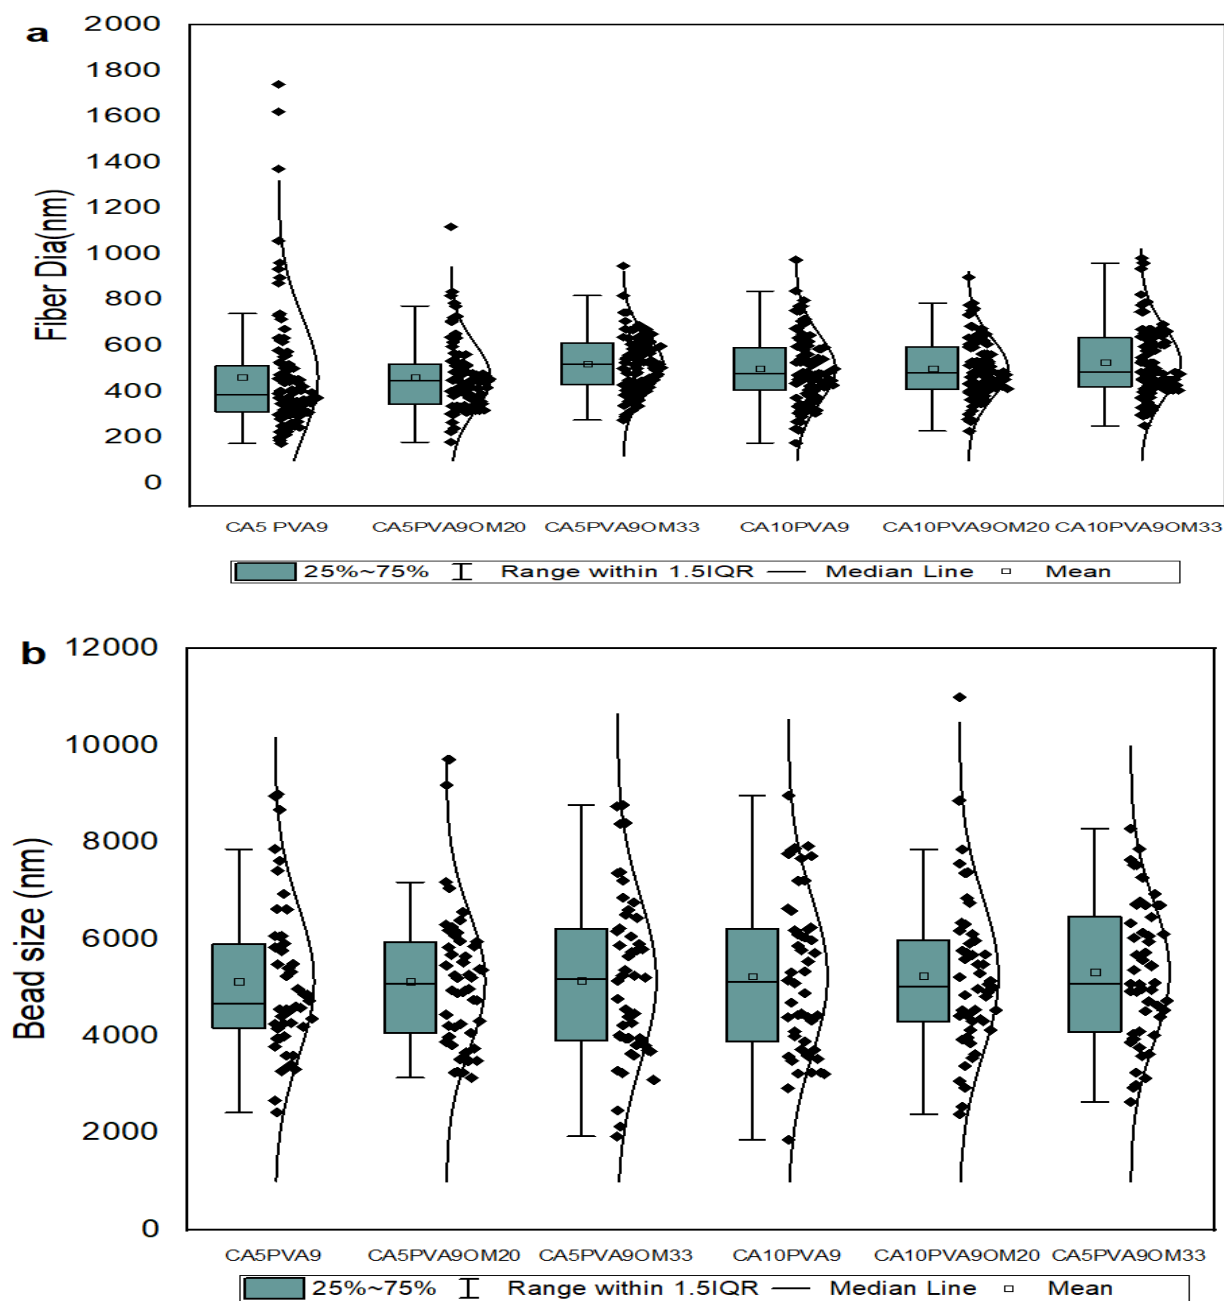 a
2000
1800
1600
1400
1200
1000
800
600
400
200
0
Fiber Dia(nm)
CA5 PVA9 CA5PVA9OM20 CA5PVA9OM33 CA10PVA9 CA10PVA9OM20 CA10PVA9OM33
25%~75% Range within 1.5IQR Median Line Mean
b
12000
10000
8000
6000
4000
2000
0
Bead size (nm)
CA5PVA9 CA5PVA9OM20 CA5PVA9OM33 CA10PVA9 CA10PVA9OM20 CA5PVA9OM33
25%~75% Range within 1.5IQR Median Line Mean